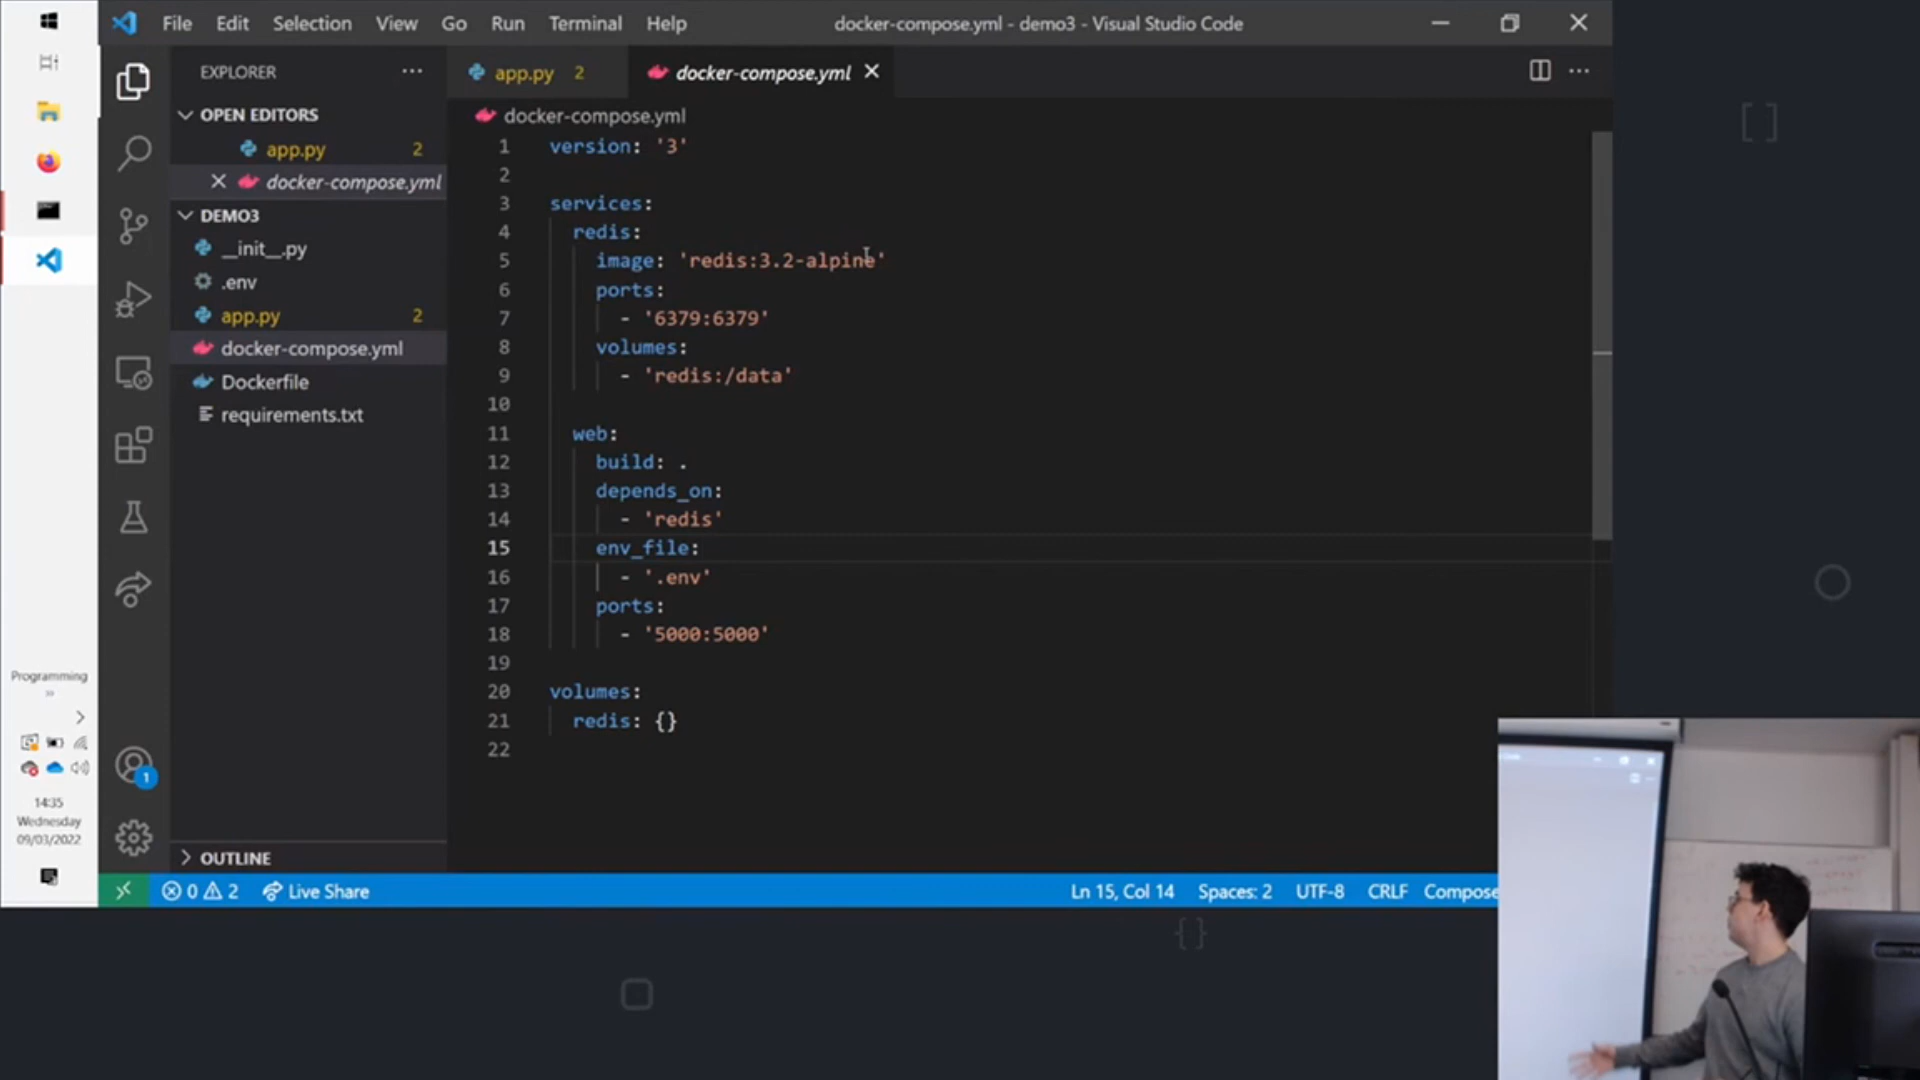 File Edit Selection View Go Run Terminal Help
docker-compose.yml - demo3 - Visual Studio Code
EXPLORER
OPEN EDITORS
app.py 2
docker-compose.yml
DEMO3
__init__.py
.env
app.py 2
docker-compose.yml
Dockerfile
requirements.txt
OUTLINE
app.py 2
docker-compose.yml
docker-compose.yml
1 version: '3'
2
3 services:
4 redis:
5 image: 'redis:3.2-alpine'
6 ports:
7 - '6379:6379'
8 volumes:
9 - 'redis:/data'
10
11 web:
12 build: .
13 depends_on:
14 - 'redis'
15 env_file:
16 - '.env'
17 ports:
18 - '5000:5000'
19
20 volumes:
21 redis: {}
22
Programming
14:35
Wednesday
09/03/2022
1
0 2 Live Share
Ln 15, Col 14 Spaces: 2 UTF-8 CRLF Compose